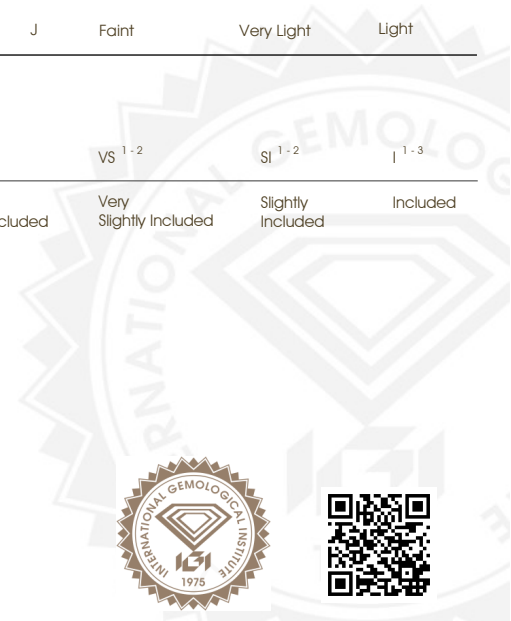 J Faint Very Light Light
VS 1 - 2 SI 1 - 2 I 1 - 3
Very Slightly Included
cluded Slightly Included Included
INTERNATIONAL GEMOLOGICAL INSTITUTE
IGI
1975